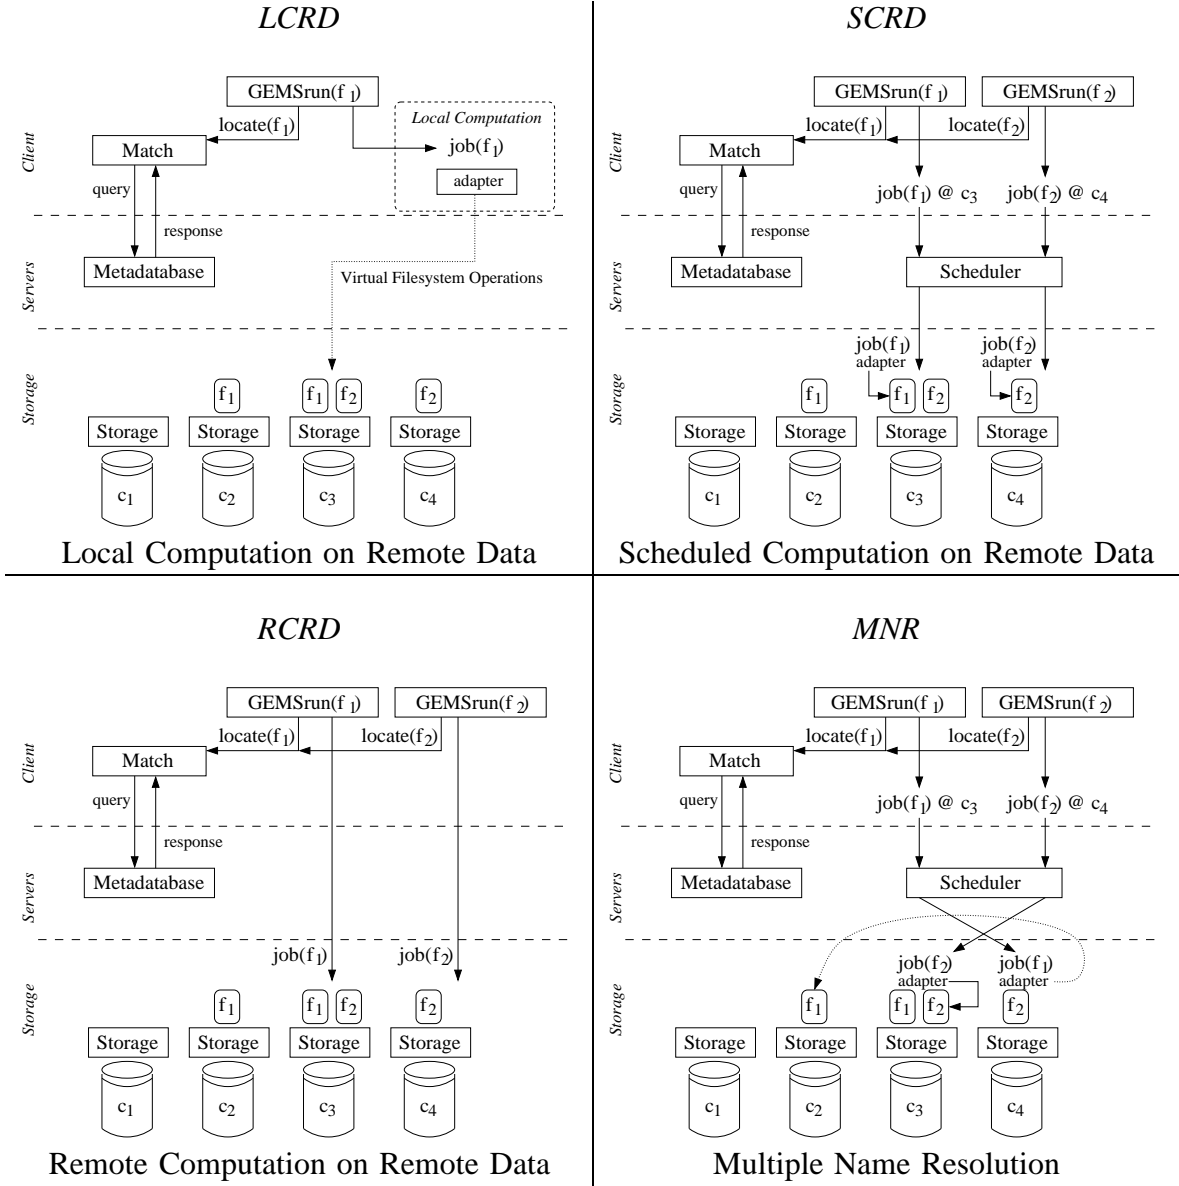 LCRD
GEMSrun(f1)
locate(f1)
Local Computation
Client
Match
job(f1)
adapter
query
response
Servers
Metadatabase
Virtual Filesystem Operations
Storage
f1
f1 f2
f2
Storage Storage Storage Storage
c1 c2 c3 c4
Local Computation on Remote Data
SCRD
GEMSrun(f1) GEMSrun(f2)
locate(f1) locate(f2)
Client
Match
query
job(f1) @ c3 job(f2) @ c4
response
Servers
Metadatabase
Scheduler
job(f1) job(f2)
adapter adapter
Storage
f1
f1 f2
f2
Storage Storage Storage Storage
c1 c2 c3 c4
Scheduled Computation on Remote Data
RCRD
GEMSrun(f1) GEMSrun(f2)
locate(f1) locate(f2)
Client
Match
query
response
Servers
Metadatabase
job(f1) job(f2)
Storage
f1
f1 f2
f2
Storage Storage Storage Storage
c1 c2 c3 c4
Remote Computation on Remote Data
MNR
GEMSrun(f1) GEMSrun(f2)
locate(f1) locate(f2)
Client
Match
query
job(f1) @ c3 job(f2) @ c4
response
Servers
Metadatabase
Scheduler
job(f2) job(f1)
adapter adapter
Storage
f1
f1 f2
f2
Storage Storage Storage Storage
c1 c2 c3 c4
Multiple Name Resolution